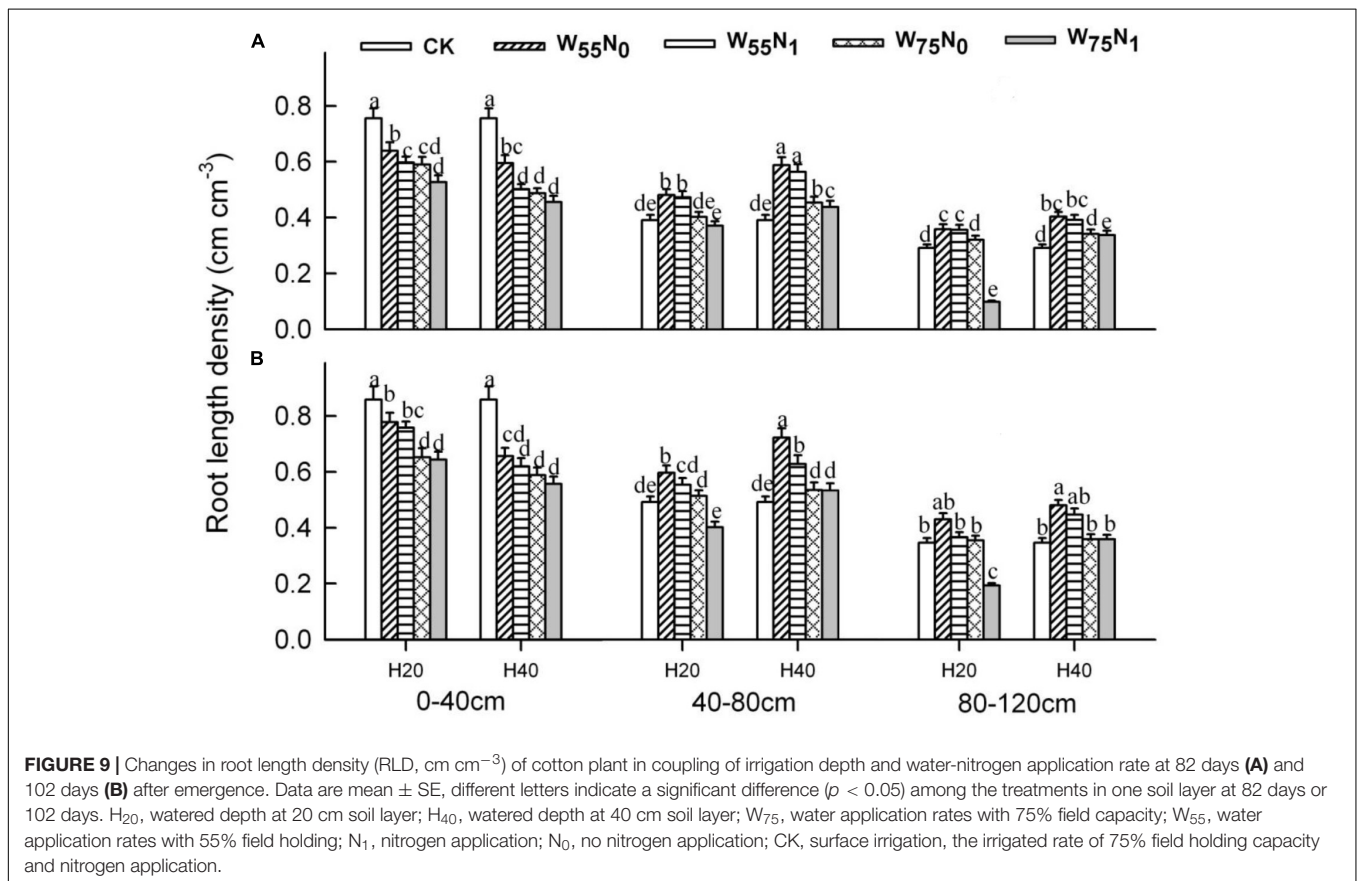 A CK W55N0 W55N1 W75N0 W75N1
Root length density (cm cm-3)
0.8
0.6
0.4
0.2
0.0
a b c cd d
a bc d d d
de b b de e
de a a bc c
d c c d e
d bc bc d e
B
0.8
0.6
0.4
0.2
0.0
a b bc d d
a cd d d d
de b cd d e
de a b d d
b ab b b c
b a ab b b
H20 H40 H20 H40 H20 H40
0-40cm 40-80cm 80-120cm
FIGURE 9 | Changes in root length density (RLD, cm cm−3) of cotton plant in coupling of irrigation depth and water-nitrogen application rate at 82 days (A) and
102 days (B) after emergence. Data are mean ± SE, different letters indicate a significant difference (p < 0.05) among the treatments in one soil layer at 82 days or
102 days. H20, watered depth at 20 cm soil layer; H40, watered depth at 40 cm soil layer; W75, water application rates with 75% field capacity; W55, water
application rates with 55% field holding; N1, nitrogen application; N0, no nitrogen application; CK, surface irrigation, the irrigated rate of 75% field holding capacity
and nitrogen application.